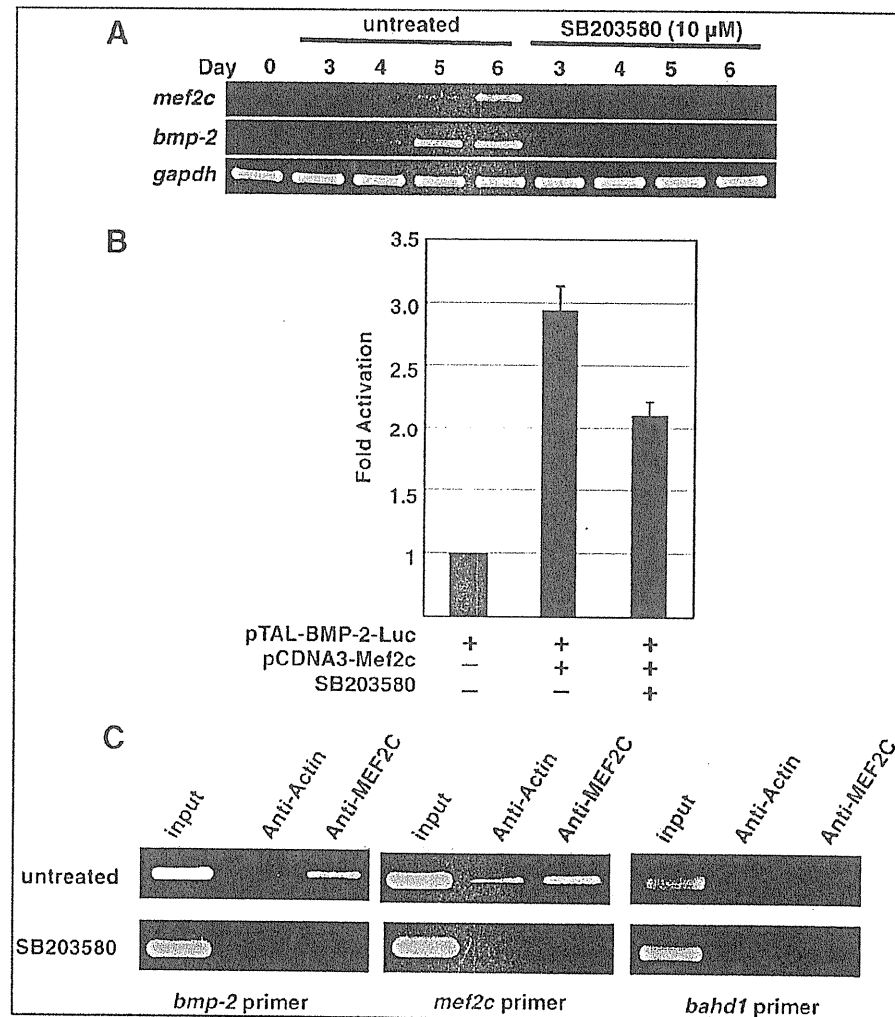 A
untreated SB203580 (10 µM)
Day 0 3 4 5 6 3 4 5 6
mef2c
bmp-2
gapdh
B
3.5
3.0
2.5
2.0
1.5
1
Fold Activation
pTAL-BMP-2-Luc + + +
pCDNA3-Mef2c − + +
SB203580 − − +
C
input Anti-Actin Anti-MEF2C input Anti-Actin Anti-MEF2C input Anti-Actin Anti-MEF2C
untreated
SB203580
bmp-2 primer mef2c primer bahd1 primer